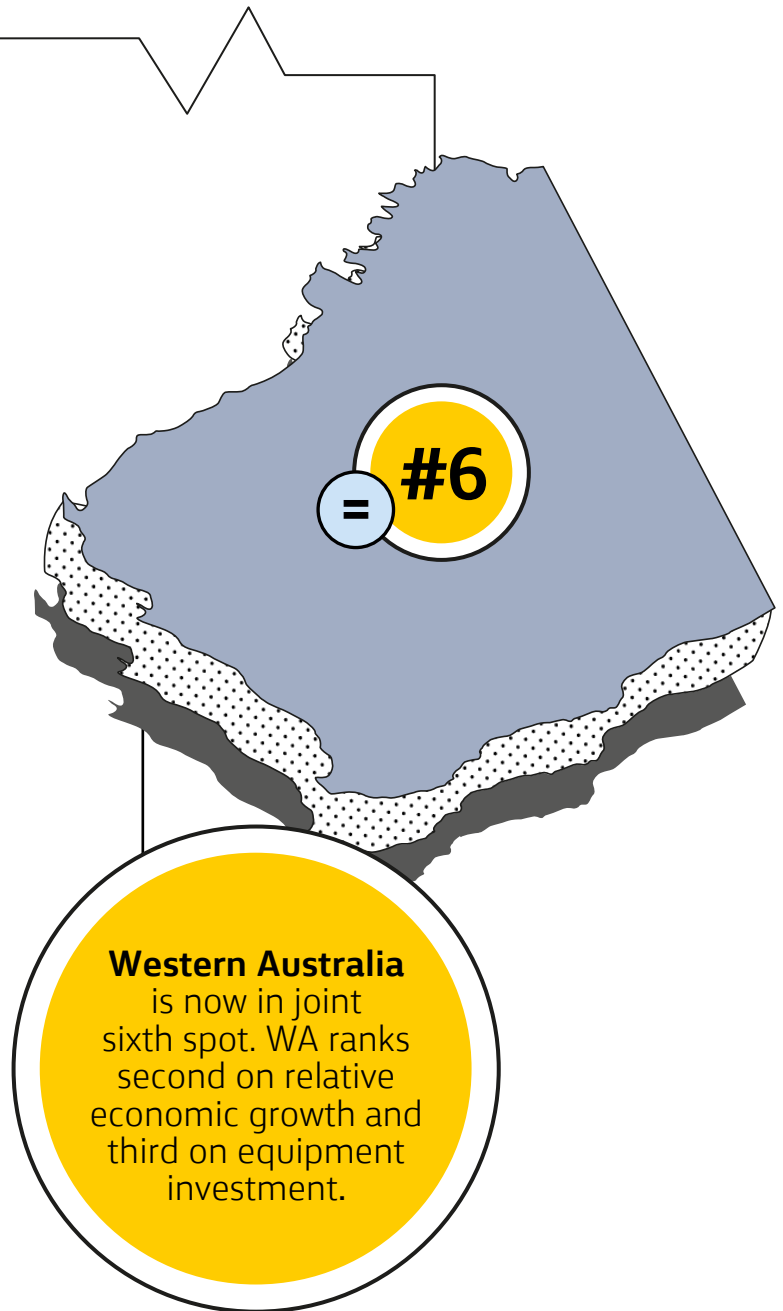 #6
=
Western Australia
is now in joint
sixth spot. WA ranks
second on relative
economic growth and
third on equipment
investment.